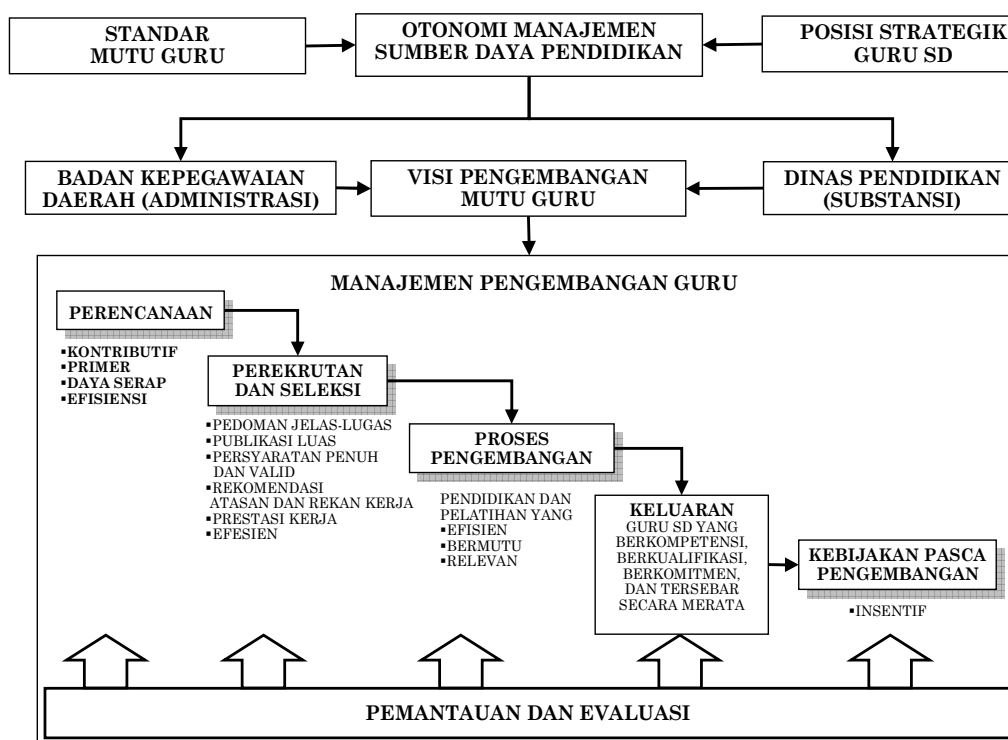 STANDAR
MUTU GURU
OTONOMI MANAJEMEN
SUMBER DAYA PENDIDIKAN
POSISI STRATEGIK
GURU SD
BADAN KEPEGAWAIAN
DAERAH (ADMINISTRASI)
VISI PENGEMBANGAN
MUTU GURU
DINAS PENDIDIKAN
(SUBSTANSI)
MANAJEMEN PENGEMBANGAN GURU
PERENCANAAN
▪KONTRIBUTIF
▪PRIMER
▪DAYA SERAP
▪EFISIENSI
PEREKRUTAN
DAN SELEKSI
▪PEDOMAN JELAS-LUGAS
▪PUBLIKASI LUAS
▪PERSYARATAN PENUH
DAN VALID
▪REKOMENDASI
ATASAN DAN REKAN KERJA
▪PRESTASI KERJA
▪EFESIEN
PROSES
PENGEMBANGAN
PENDIDIKAN DAN
PELATIHAN YANG
▪EFISIEN
▪BERMUTU
▪RELEVAN
KELUARAN
GURU SD YANG
BERKOMPETENSI,
BERKUALIFIKASI,
BERKOMITMEN,
DAN TERSEBAR
SECARA MERATA
KEBIJAKAN PASCA
PENGEMBANGAN
▪INSENTIF
PEMANTAUAN DAN EVALUASI